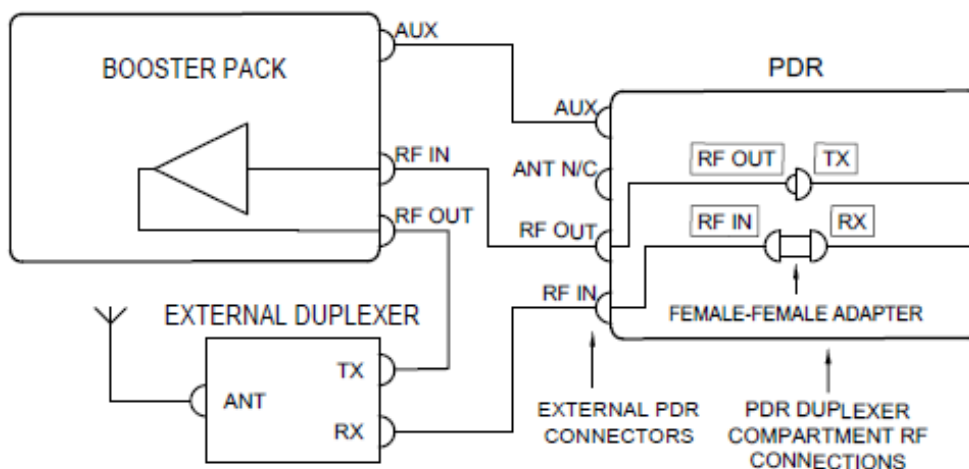 AUX
BOOSTER PACK
PDR
AUX
RF IN
ANT N/C
RF OUT
TX
RF OUT
RF OUT
RF IN
RX
RF IN
EXTERNAL DUPLEXER
FEMALE-FEMALE ADAPTER
TX
ANT
RX
EXTERNAL PDR
CONNECTORS
PDR DUPLEXER
COMPARTMENT RF
CONNECTIONS